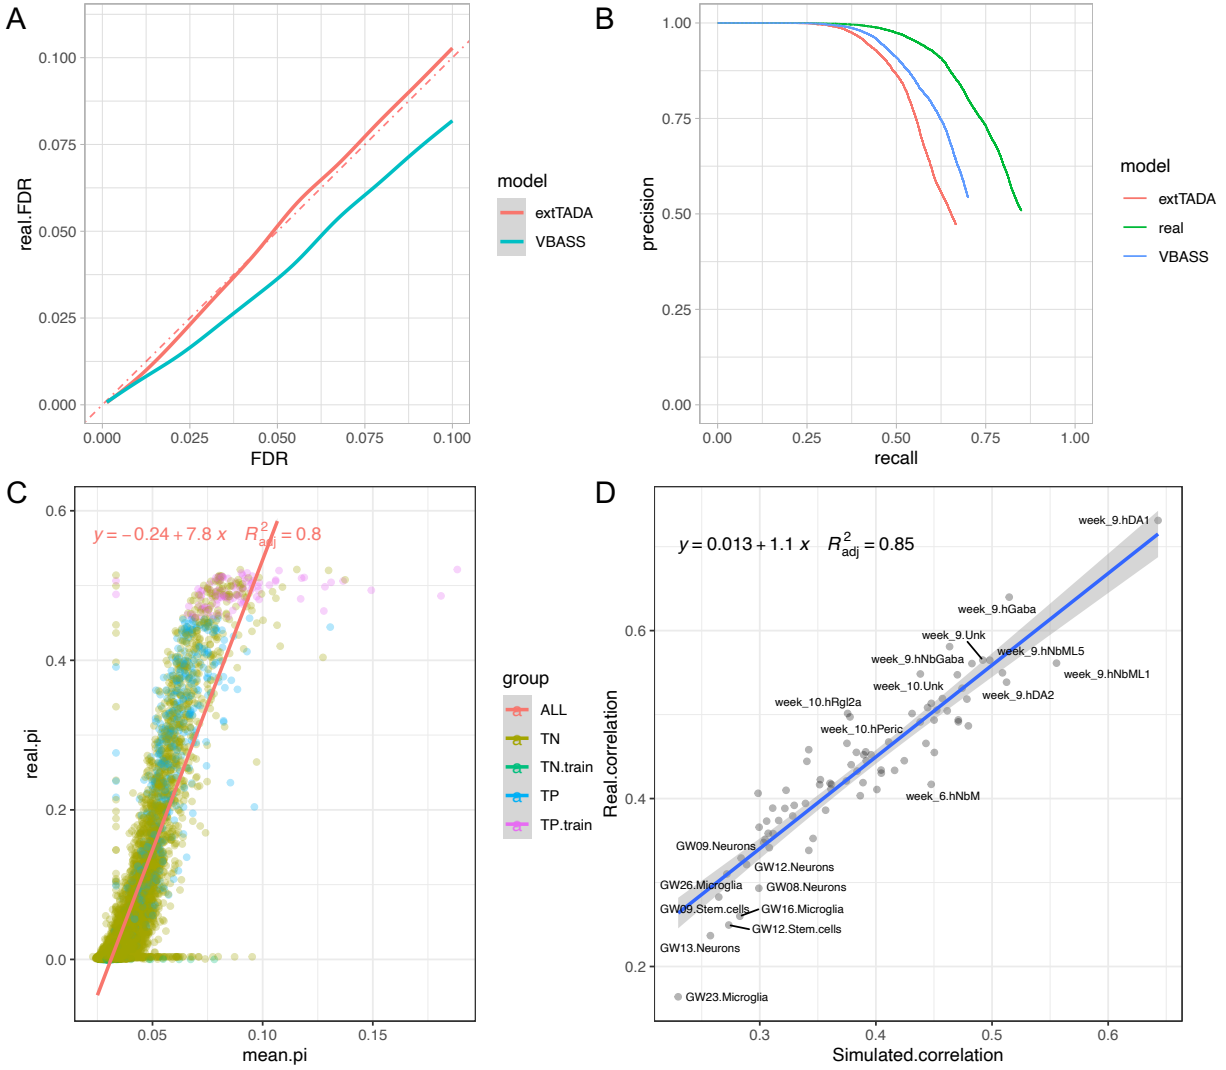 A
0.100
0.075
0.050
0.025
0.000
real.FDR
0.000 0.025 0.050 0.075 0.100
FDR
model
extTADA
VBASS
B
1.00
0.75
0.50
0.25
0.00
precision
0.00 0.25 0.50 0.75 1.00
recall
model
extTADA
real
VBASS
C
y = −0.24 + 7.8 x R²adj = 0.8
0.6
0.4
0.2
0.0
real.pi
0.05 0.10 0.15
mean.pi
group
a ALL
a TN
a TN.train
a TP
a TP.train
D
y = 0.013 + 1.1 x R²adj = 0.85
0.6
0.4
0.2
Real.correlation
week_9.hDA1
week_9.hGaba
week_9.Unk
week_9.hNbML5
week_9.hNbGaba
week_9.hNbML1
week_10.Unk
week_9.hDA2
week_10.hRgl2a
week_10.hPeric
week_6.hNbM
GW09.Neurons
GW12.Neurons
GW26.Microglia
GW08.Neurons
GW09.Stem.cells
GW16.Microglia
GW12.Stem.cells
GW13.Neurons
GW23.Microglia
0.3 0.4 0.5 0.6
Simulated.correlation